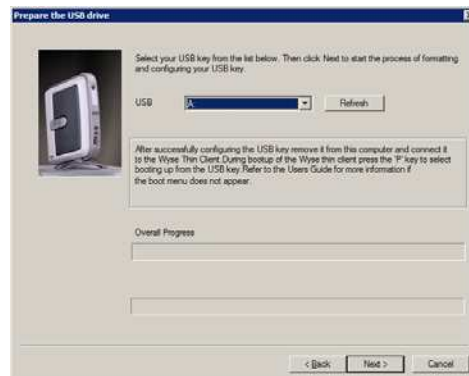 Prepare the USB drive
Select your USB key from the list below. Then click Next to start the process of formatting
and configuring your USB key.
USB
A
Refresh
After successfully configuring the USB key remove it from this computer and connect it
to the Wyse Thin Client.During bootup of the Wyse thin client press the 'P' key to select
booting up from the USB key.Refer to the Users Guide for more information if
the boot menu does not appear.
Overall Progress
< Back
Next >
Cancel